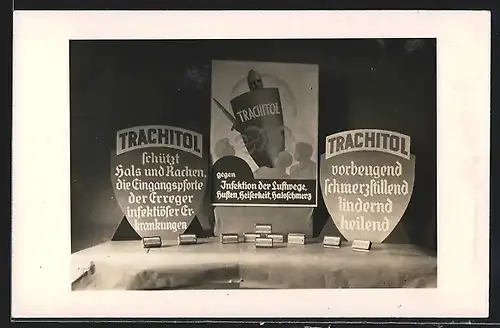 TRACHITOL
schützt
Hals und Rachen,
die Eingangspforte
der Erreger
infektiöser Er-
krankungen
TRACHITOL
gegen
Infektion der Luftwege,
Husten, Heiserkeit, Halsschmerz
TRACHITOL
vorbeugend
schmerzstillend
lindernd
heilend